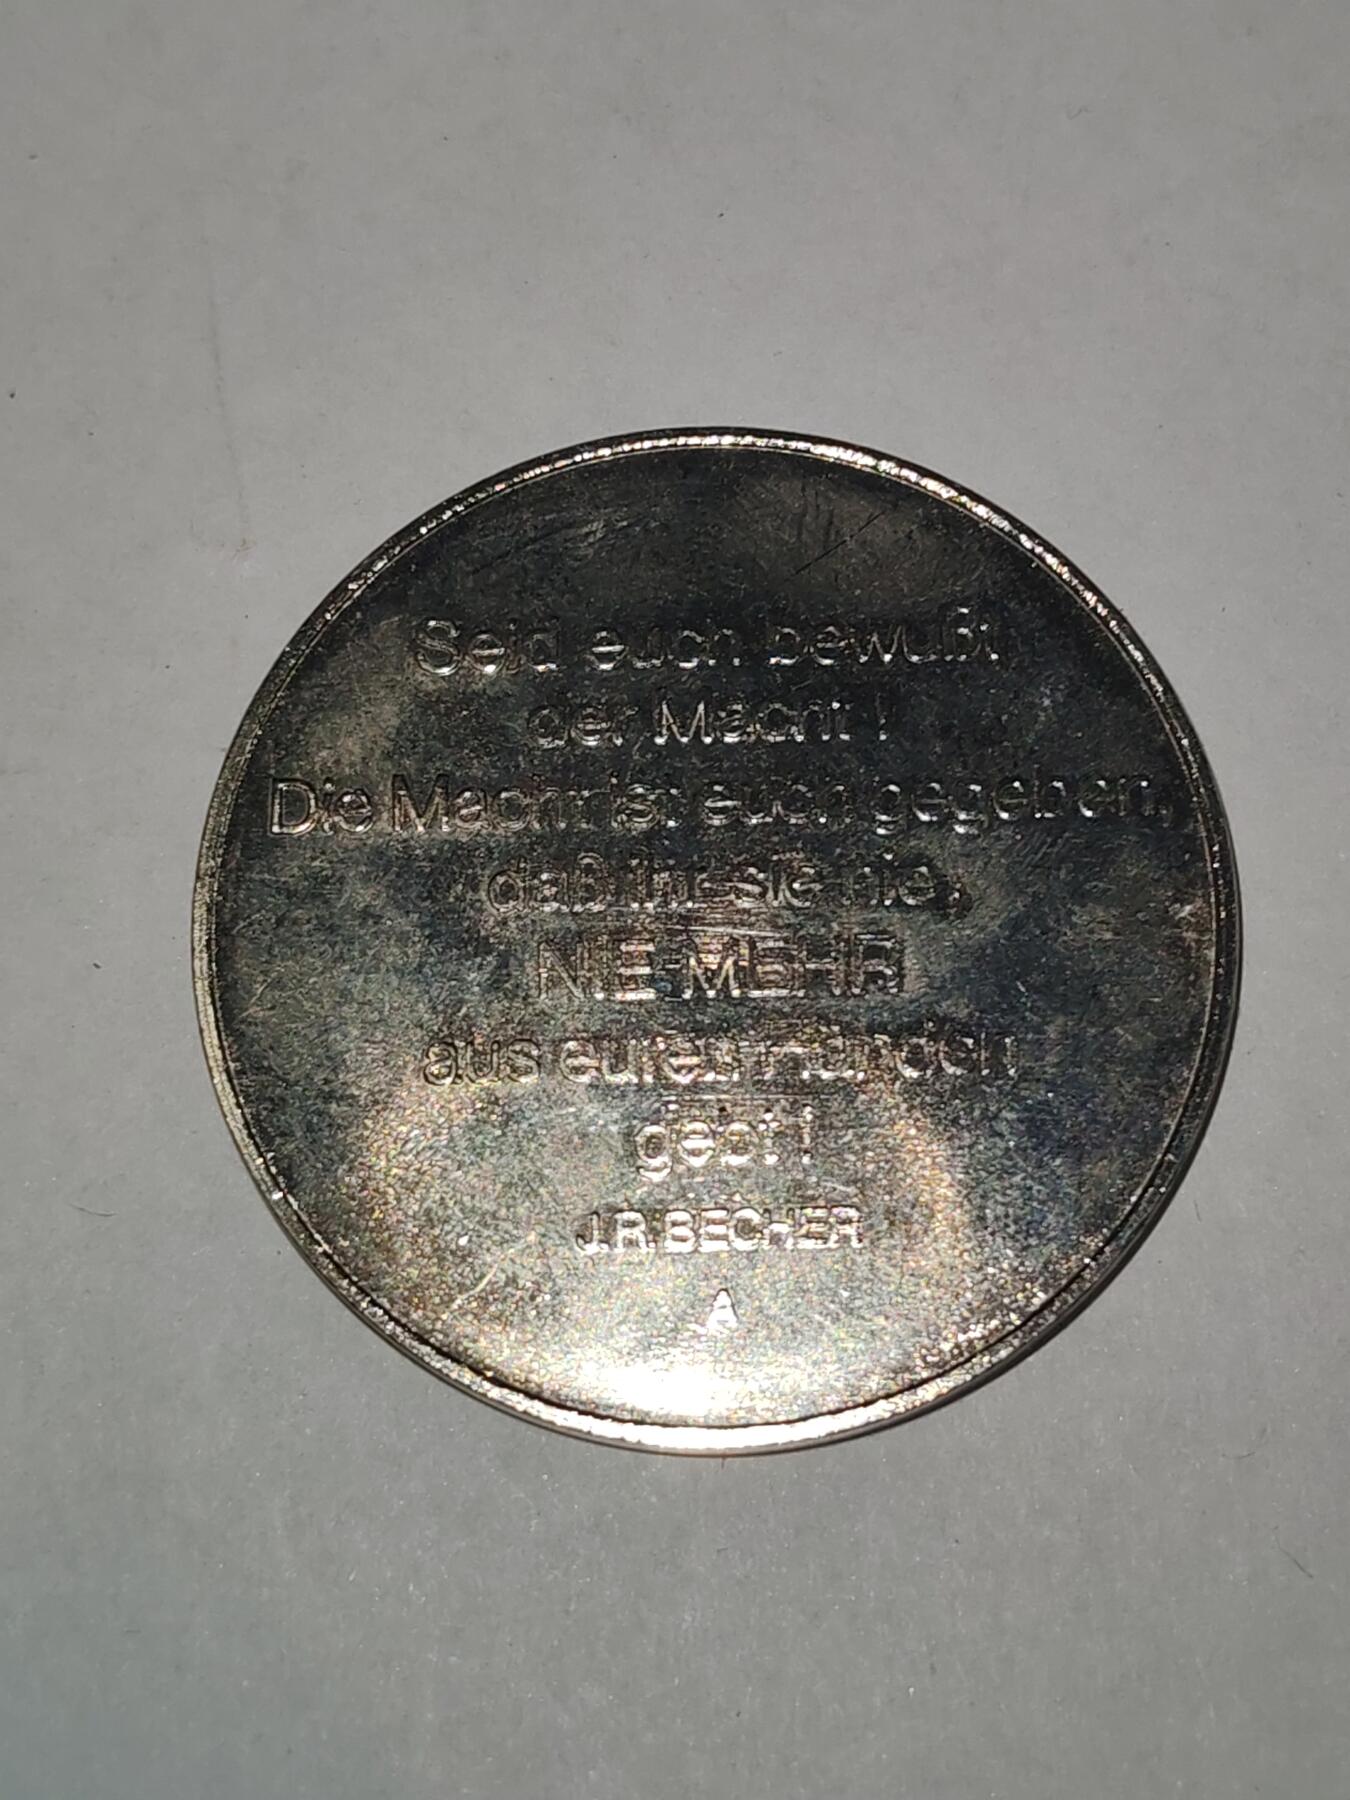 Seid euch bewußt
der Macht !
Die Macht ist euch gegeben,
daß ihr sie nie,
NIE MEHR
aus euren Händen
gebt !
J.R. BECHER
A